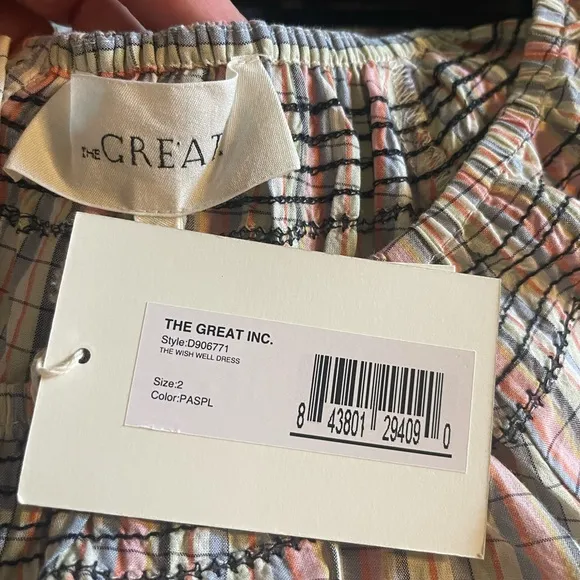 THE GREAT.
THE GREAT INC.
Style:D906771
THE WISH WELL DRESS
Size:2
Color:PASPL
8 43801 29409 0